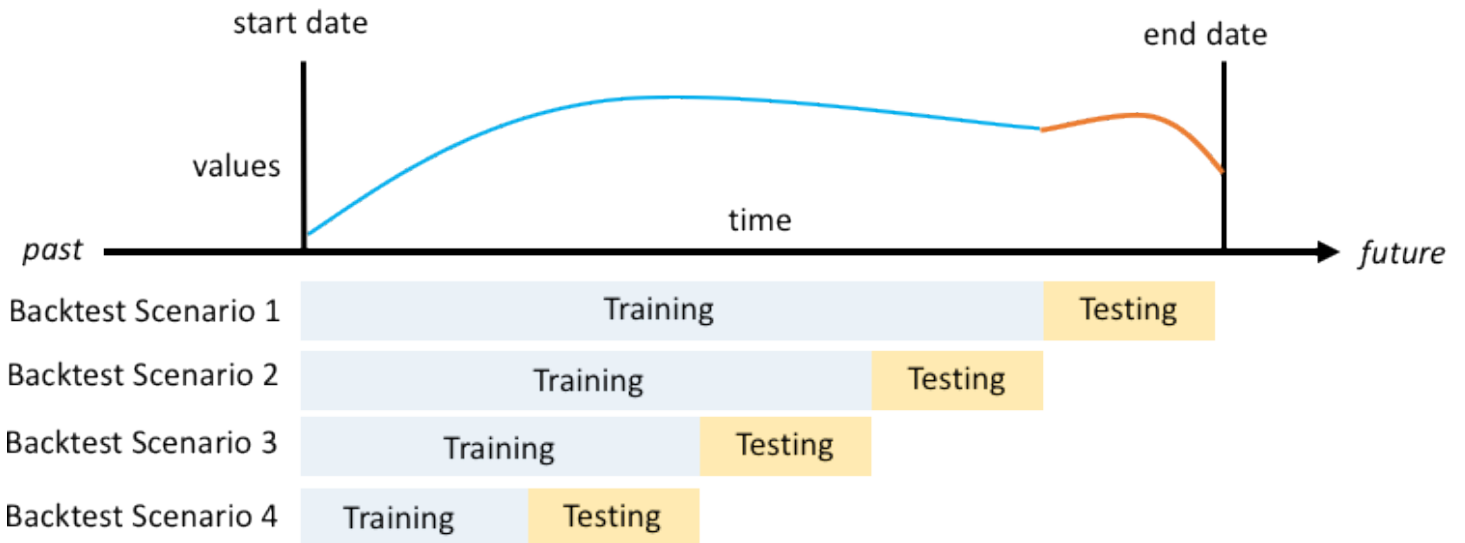 start date
end date
values
time
past
future
Backtest Scenario 1
Training
Testing
Backtest Scenario 2
Training
Testing
Backtest Scenario 3
Training
Testing
Backtest Scenario 4
Training
Testing